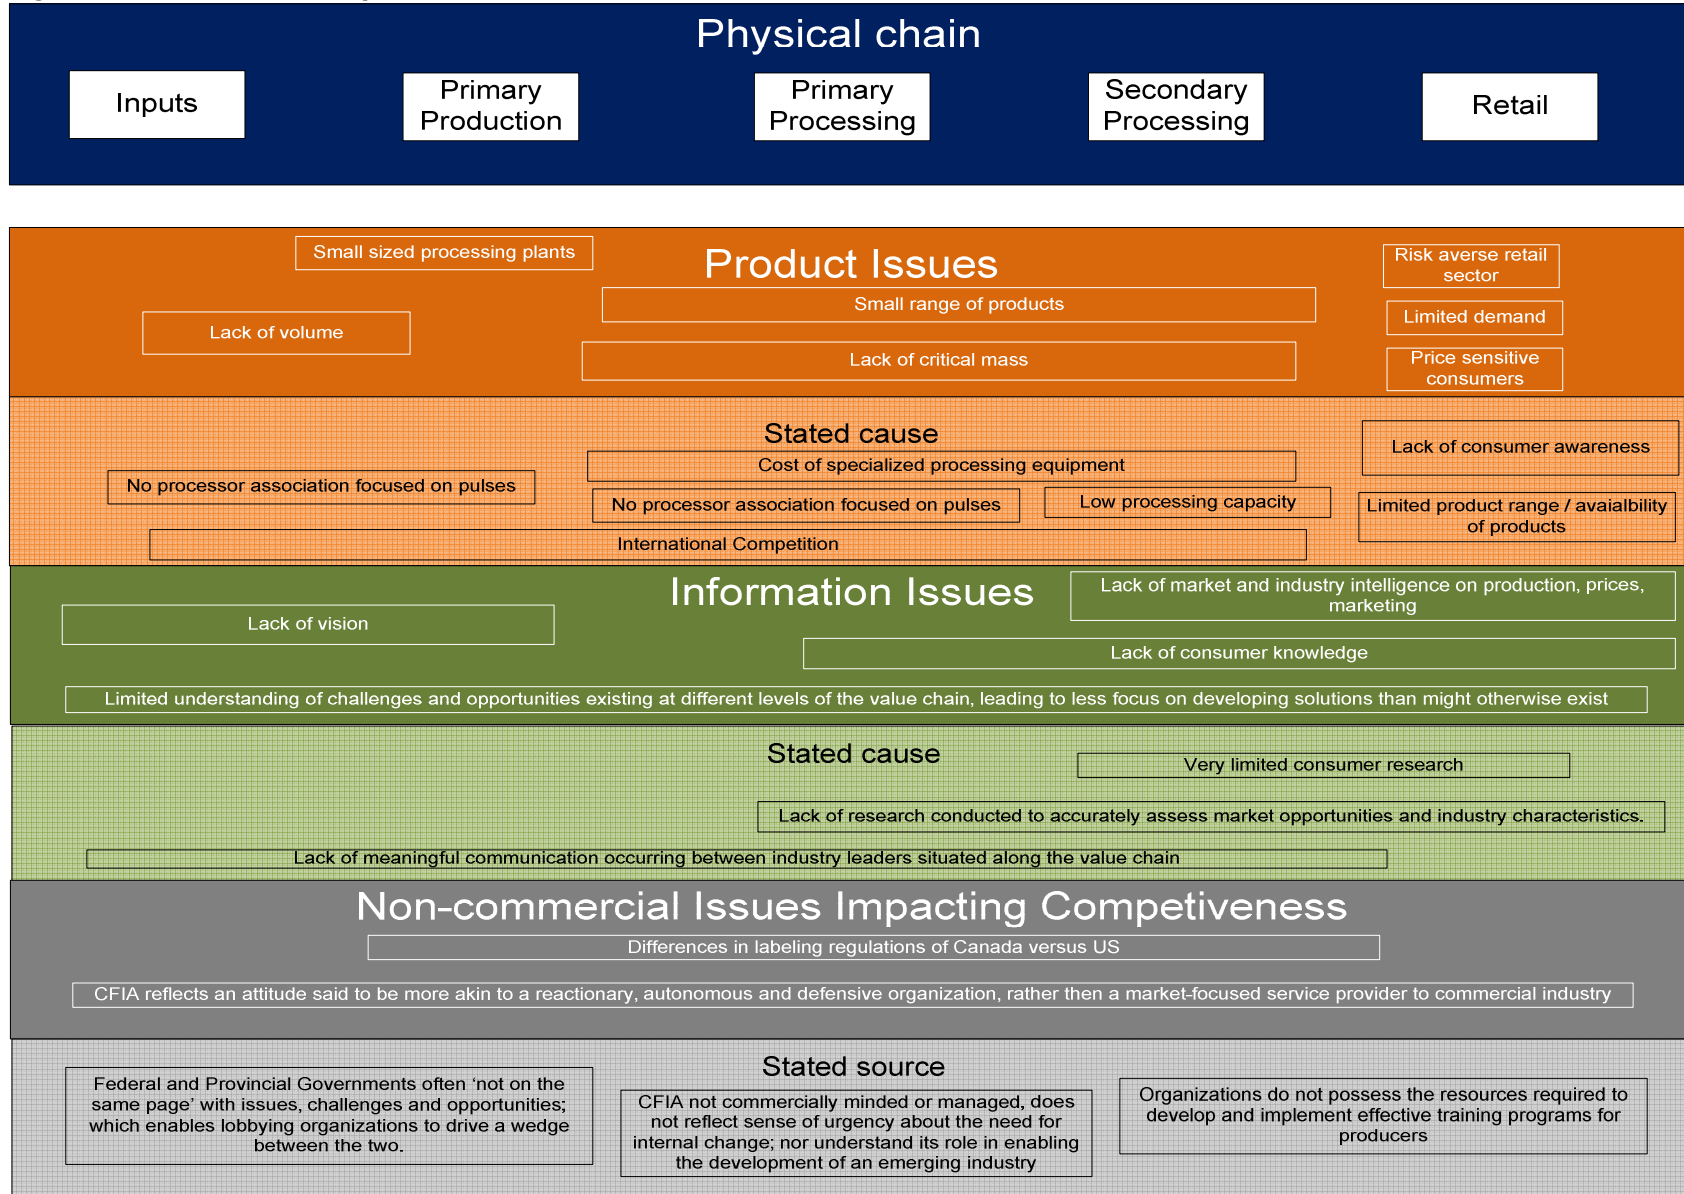 Physical chain
Inputs
Primary
Production
Primary
Processing
Secondary
Processing
Retail
Small sized processing plants
Product Issues
Risk averse retail
sector
Small range of products
Lack of volume
Limited demand
Lack of critical mass
Price sensitive
consumers
Stated cause
Lack of consumer awareness
Cost of specialized processing equipment
No processor association focused on pulses
No processor association focused on pulses
Low processing capacity
Limited product range / avaialbility
of products
International Competition
Information Issues
Lack of market and industry intelligence on production, prices,
marketing
Lack of vision
Lack of consumer knowledge
Limited understanding of challenges and opportunities existing at different levels of the value chain, leading to less focus on developing solutions than might otherwise exist
Stated cause
Very limited consumer research
Lack of research conducted to accurately assess market opportunities and industry characteristics.
Lack of meaningful communication occurring between industry leaders situated along the value chain
Non-commercial Issues Impacting Competiveness
Differences in labeling regulations of Canada versus US
CFIA reflects an attitude said to be more akin to a reactionary, autonomous and defensive organization, rather then a market-focused service provider to commercial industry
Stated source
Federal and Provincial Governments often ‘not on the
same page’ with issues, challenges and opportunities;
which enables lobbying organizations to drive a wedge
between the two.
CFIA not commercially minded or managed, does
not reflect sense of urgency about the need for
internal change; nor understand its role in enabling
the development of an emerging industry
Organizations do not possess the resources required to
develop and implement effective training programs for
producers